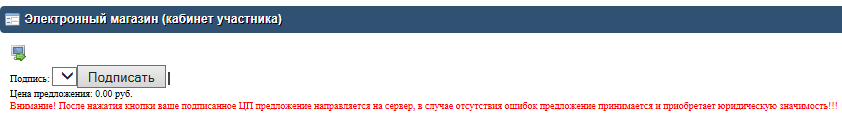 Электронный магазин (кабинет участника)
Подпись: Подписать
Цена предложения: 0.00 руб.
Внимание! После нажатия кнопки ваше подписанное ЦП предложение направляется на сервер, в случае отсутствия ошибок предложение принимается и приобретает юридическую значимость!!!